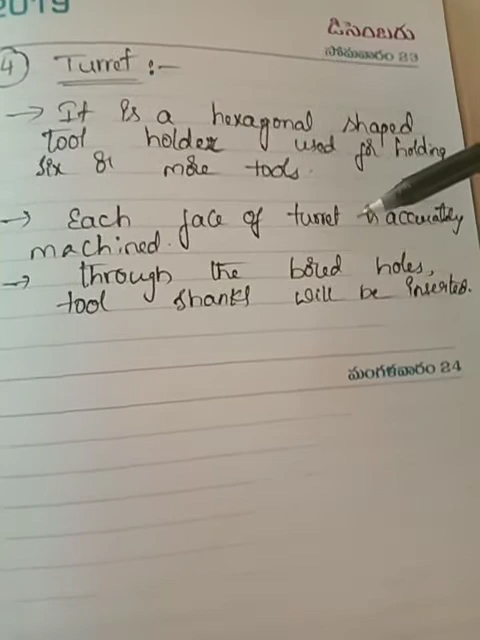 2019
డిసెంబరు
సోమవారం 23
4) Turret :-
→ It is a hexagonal shaped
tool holder used for holding
six or more tools.
→ Each face of turret is accurately
machined.
→ through the bored holes,
tool shanks will be inserted.
మంగళవారం 24